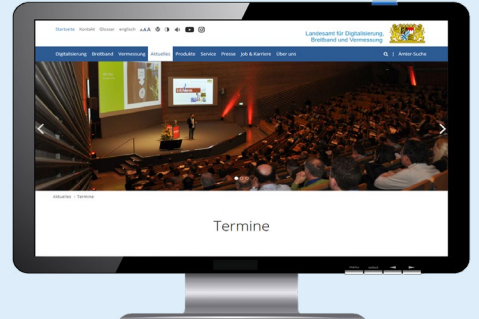 Startseite Kontakt Glossar englisch AAA
Landesamt für Digitalisierung,
Breitband und Vermessung
Digitalisierung Breitband Vermessung Aktuelles Produkte Service Presse Job & Karriere Über uns
Ämter-Suche
Aktuelles > Termine
Termine